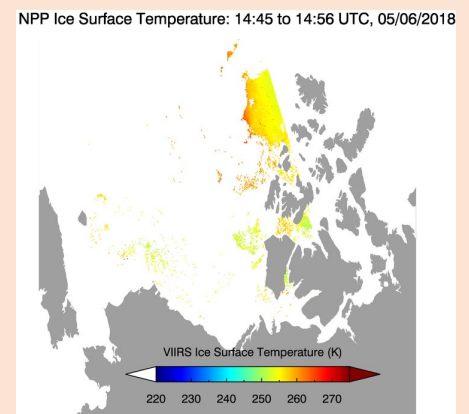 NPP Ice Surface Temperature: 14:45 to 14:56 UTC, 05/06/2018
VIIRS Ice Surface Temperature (K)
220 230 240 250 260 270